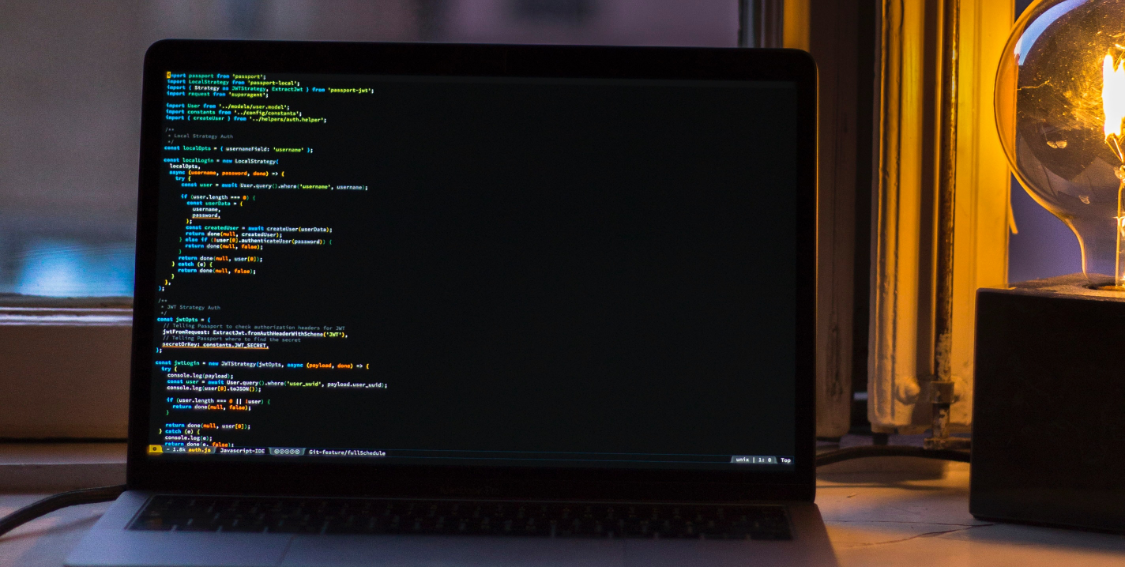 import passport from 'passport';
import LocalStrategy from 'passport-local';
import { Strategy as JWTStrategy, ExtractJwt } from 'passport-jwt';
import request from 'superagent';
import User from '../models/user.model';
import constants from '../config/constants';
import { createUser } from '../helpers/auth.helper';
/**
* Local Strategy Auth
*/
const localOpts = { usernameField: 'username' };
const localLogin = new LocalStrategy(
localOpts,
async (username, password, done) => {
try {
const user = await User.query().where('username', username);
if (user.length === 0) {
const userData = {
username,
password,
};
const createdUser = await createUser(userData);
return done(null, createdUser);
} else if (!user[0].authenticateUser(password)) {
return done(null, false);
}
return done(null, user[0]);
} catch (e) {
return done(null, false);
}
},
);
/**
* JWT Strategy Auth
*/
const jwtOpts = {
// Telling Passport to check authorization headers for JWT
jwtFromRequest: ExtractJwt.fromAuthHeaderWithScheme('JWT'),
// Telling Passport where to find the secret
secretOrKey: constants.JWT_SECRET,
};
const jwtLogin = new JWTStrategy(jwtOpts, async (payload, done) => {
try {
console.log(payload);
const user = await User.query().where('user_uuid', payload.user_uuid);
console.log(user[0].toJSON());
if (user.length === 0 || !user) {
return done(null, false);
}
return done(null, user[0]);
} catch (e) {
console.log(e);
return done(e, false);
1.8k auth.js Javascript-IDE Git-feature/fullSchedule unix | 1: 0 Top